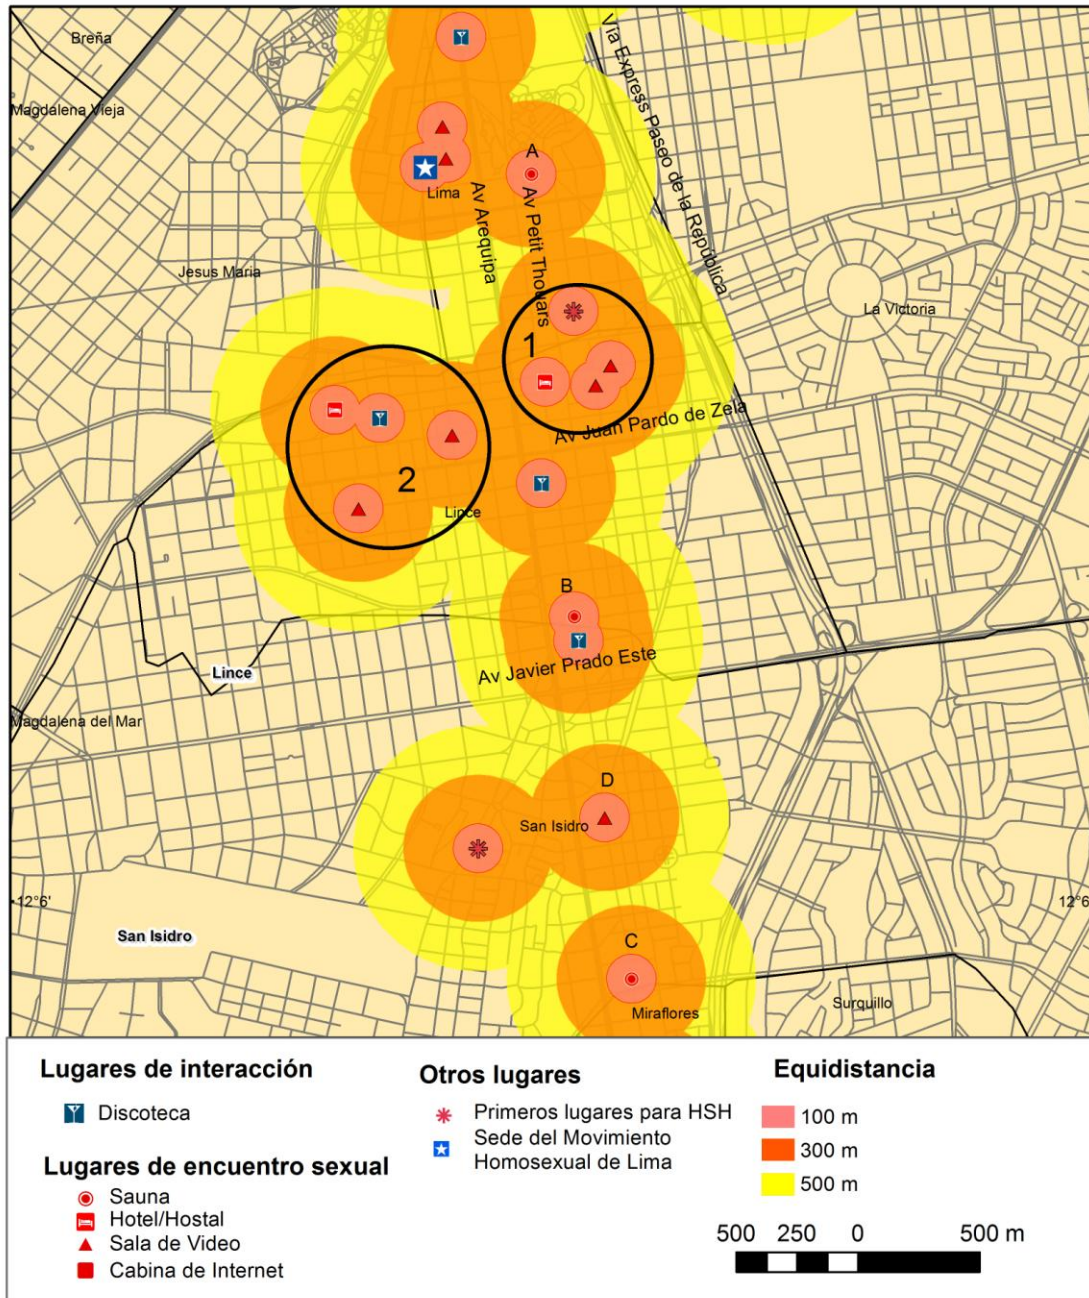 Breña
Magdalena Vieja
Vía Express Paseo de la República
A
Lima
Av Arequipa
Av Petit Thouars
Jesus Maria
La Victoria
1
Av Juan Pardo de Zela
2
Lince
B
Av Javier Prado Este
Lince
Magdalena del Mar
D
San Isidro
12°6'
12°6
San Isidro
C
Miraflores
Surquillo
Lugares de interacción
Discoteca
Lugares de encuentro sexual
Sauna
Hotel/Hostal
Sala de Video
Cabina de Internet
Otros lugares
Primeros lugares para HSH
Sede del Movimiento
Homosexual de Lima
Equidistancia
100 m
300 m
500 m
500 250 0 500 m